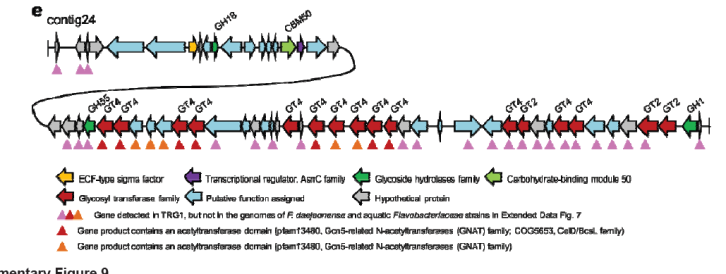 e
contig24
GH18
CBM50
GH55 GT4 GT4 GT4 GT4 GT4 GT4 GT4 GT4 GT4 GT4 GT2 GT4 GT4 GT2 GT2 GH1
ECF-type sigma factor
Transcriptional regulator, AsnC family
Glycoside hydrolases family
Carbohydrate-binding module 50
Glycosyl transferase family
Putative function assigned
Hypothetical protein
Gene detected in TRG1, but not in the genomes of F. daejeonense and aquatic Flavobacteriaceae strains in Extended Data Fig. 7
Gene product contains an acetyltransferase domain (pfam13480, Gcn5-related N-acetyltransferases (GNAT) family; COG5653, CelD/BcsL family)
Gene product contains an acetyltransferase domain (pfam13480, Gcn5-related N-acetyltransferases (GNAT) family)
mentary Figure 9